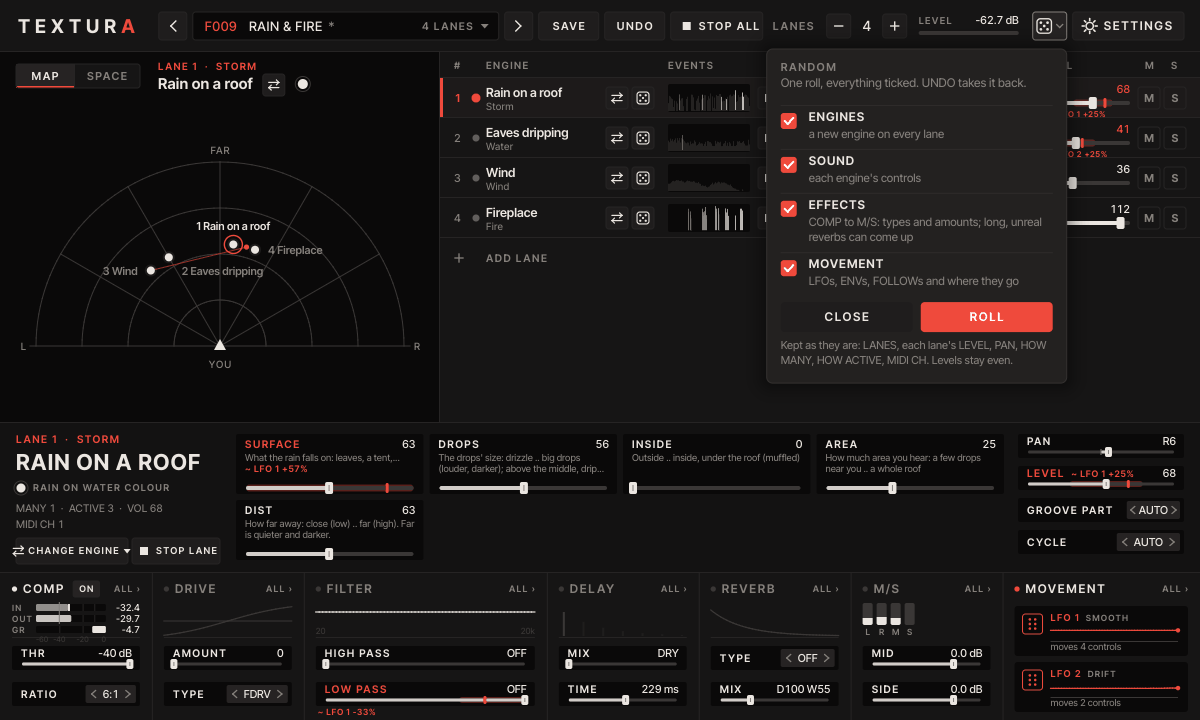 TEXTURA
F009 RAIN & FIRE * 4 LANES
SAVE
UNDO
STOP ALL
LANES
4
LEVEL -62.7 dB
SETTINGS
MAP
SPACE
LANE 1 · STORM
Rain on a roof
FAR
1 Rain on a roof
4 Fireplace
3 Wind
2 Eaves dripping
L
R
YOU
# ENGINE EVENTS
M S
1 Rain on a roof
Storm
68
M S
O 1 +25%
2 Eaves dripping
Water
41
M S
O 2 +25%
3 Wind
Wind
36
M S
4 Fireplace
Fire
112
M S
ADD LANE
RANDOM
One roll, everything ticked. UNDO takes it back.
ENGINES
a new engine on every lane
SOUND
each engine's controls
EFFECTS
COMP to M/S: types and amounts; long, unreal
reverbs can come up
MOVEMENT
LFOs, ENVs, FOLLOWs and where they go
CLOSE
ROLL
Kept as they are: LANES, each lane's LEVEL, PAN, HOW
MANY, HOW ACTIVE, MIDI CH. Levels stay even.
LANE 1 · STORM
RAIN ON A ROOF
RAIN ON WATER COLOUR
MANY 1 · ACTIVE 3 · VOL 68
MIDI CH 1
CHANGE ENGINE
STOP LANE
SURFACE 63
What the rain falls on: leaves, a tent,...
~ LFO 1 +57%
DROPS 56
The drops' size: drizzle .. big drops
(louder, darker); above the middle, drip...
INSIDE 0
Outside .. inside, under the roof (muffled)
AREA 25
How much area you hear: a few drops
near you .. a whole roof
DIST 63
How far away: close (low) .. far (high). Far
is quieter and darker.
PAN R6
LEVEL ~ LFO 1 +25% 68
GROOVE PART < AUTO >
CYCLE < AUTO >
COMP ON ALL ›
IN -32.4
OUT -29.7
GR -4.7
-60 -40 -20 0
THR -40 dB
RATIO < 6:1 >
DRIVE ALL ›
AMOUNT 0
TYPE < FDRV >
FILTER ALL ›
20 20k
HIGH PASS OFF
LOW PASS OFF
~ LFO 1 -33%
DELAY ALL ›
MIX DRY
TIME 229 ms
REVERB ALL ›
TYPE < OFF >
MIX D100 W55
M/S ALL ›
L R M S
MID 0.0 dB
SIDE 0.0 dB
MOVEMENT ALL ›
LFO 1 SMOOTH
moves 4 controls
LFO 2 DRIFT
moves 2 controls